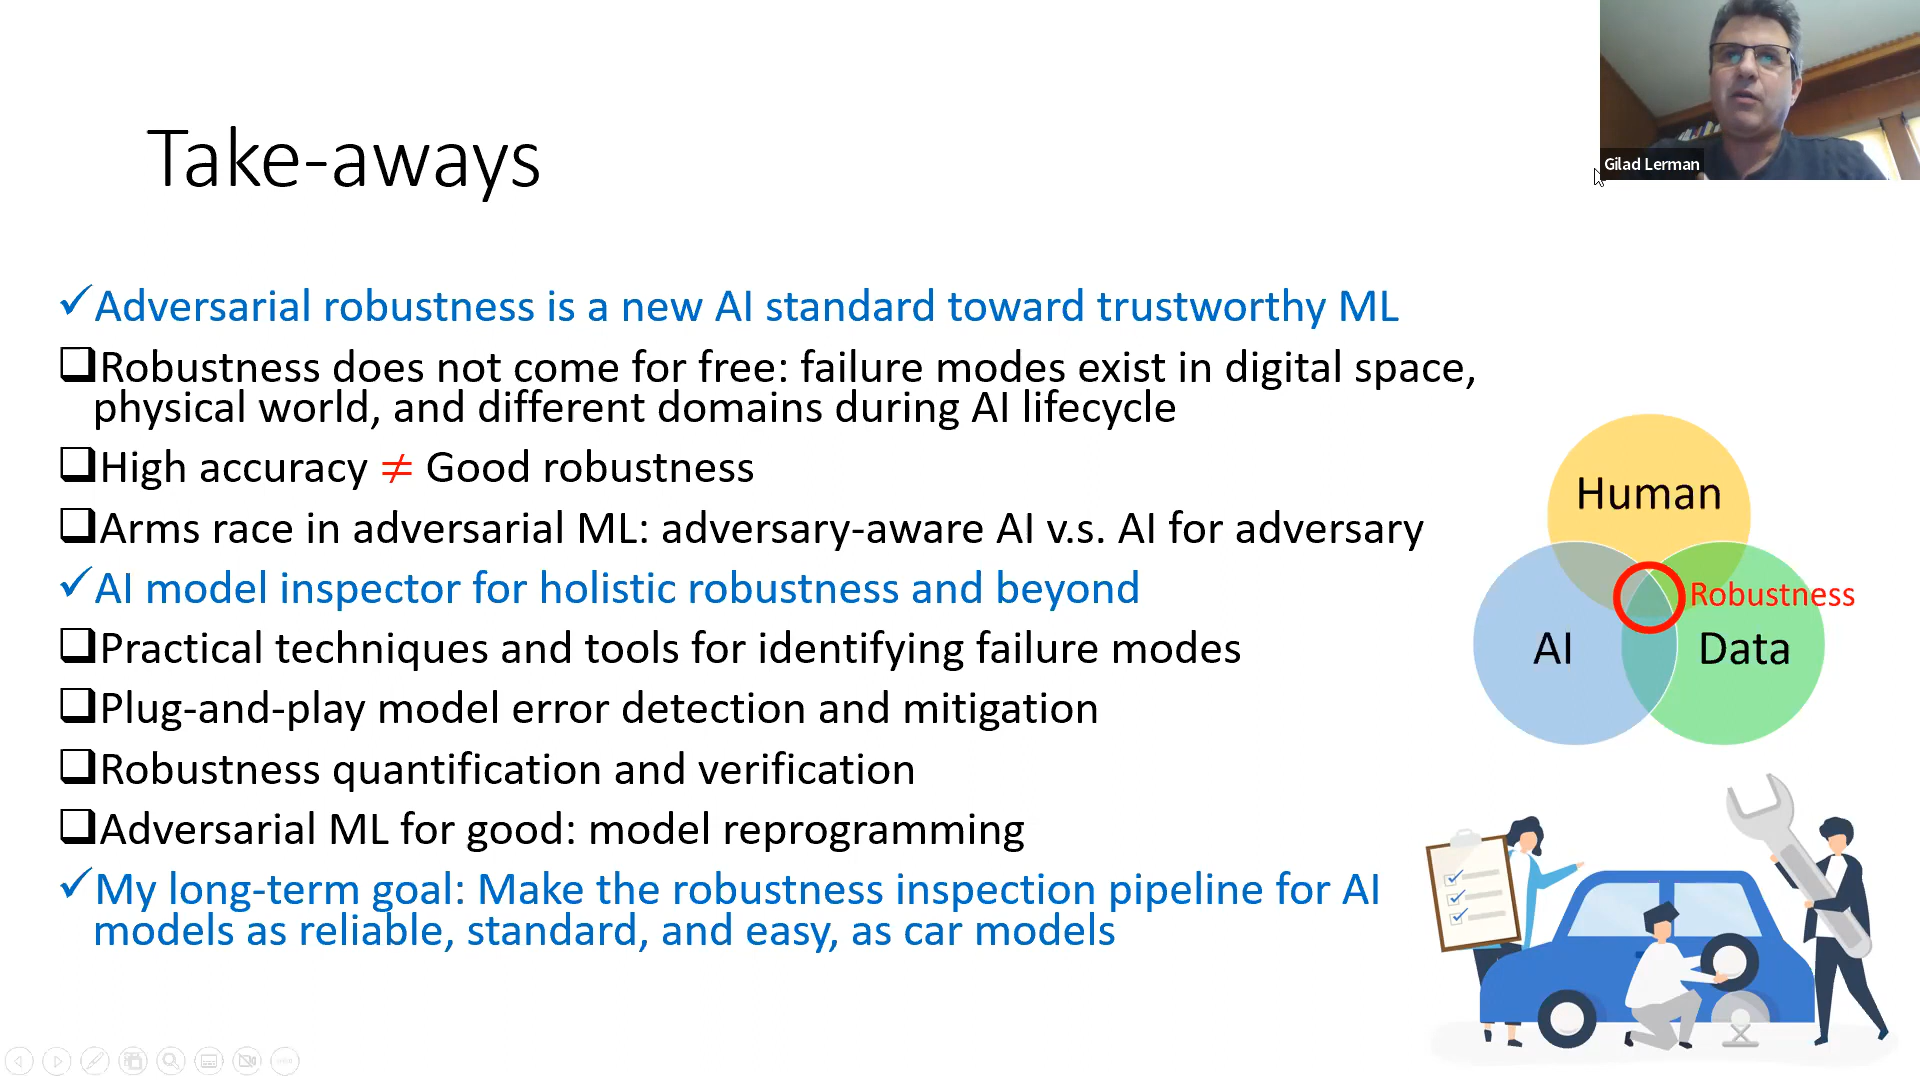 Gilad Lerman
Take-aways
✓Adversarial robustness is a new AI standard toward trustworthy ML
❑Robustness does not come for free: failure modes exist in digital space,
physical world, and different domains during AI lifecycle
❑High accuracy ≠ Good robustness
❑Arms race in adversarial ML: adversary-aware AI v.s. AI for adversary
✓AI model inspector for holistic robustness and beyond
❑Practical techniques and tools for identifying failure modes
❑Plug-and-play model error detection and mitigation
❑Robustness quantification and verification
❑Adversarial ML for good: model reprogramming
✓My long-term goal: Make the robustness inspection pipeline for AI
models as reliable, standard, and easy, as car models
Human
Robustness
AI
Data